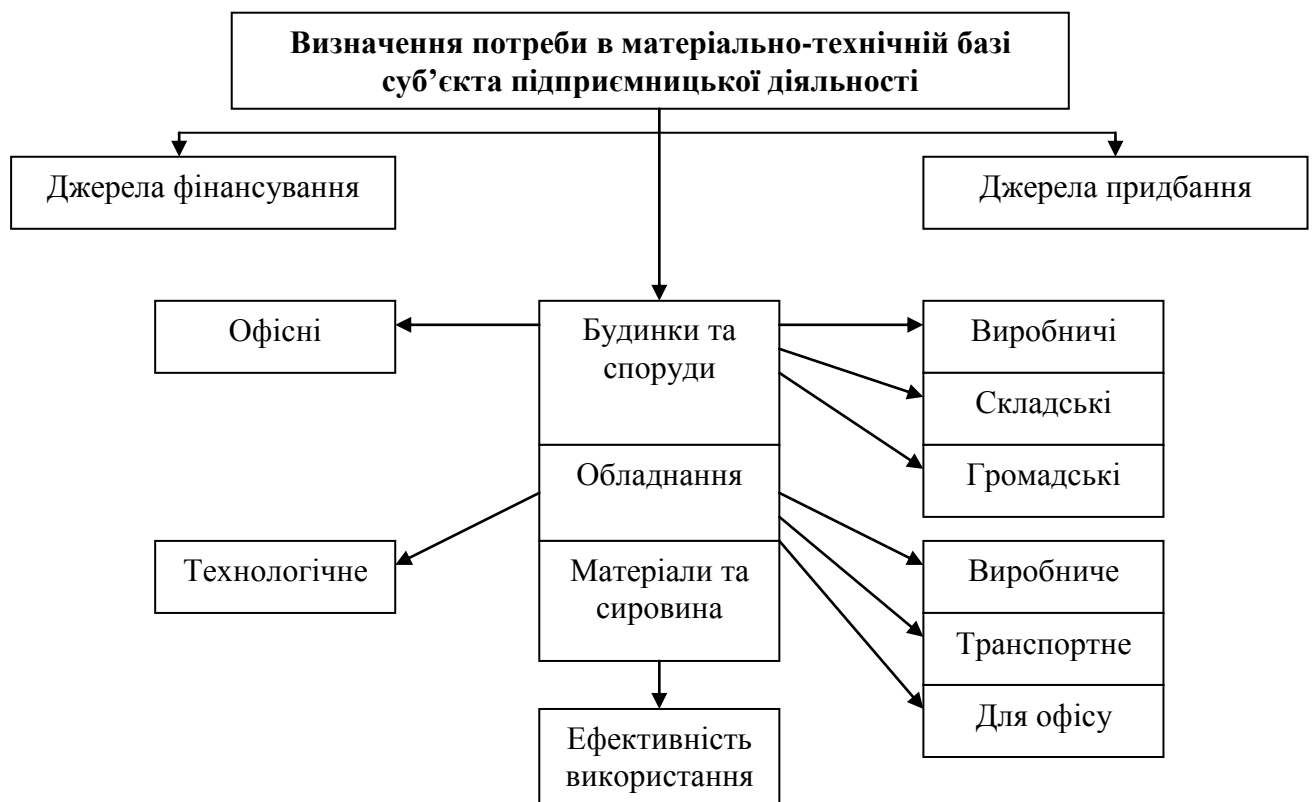 Визначення потреби в матеріально-технічній базі
суб’єкта підприємницької діяльності
Джерела фінансування
Джерела придбання
Офісні
Будинки та
споруди
Виробничі
Складські
Громадські
Обладнання
Технологічне
Матеріали та
сировина
Виробниче
Транспортне
Для офісу
Ефективність
використання